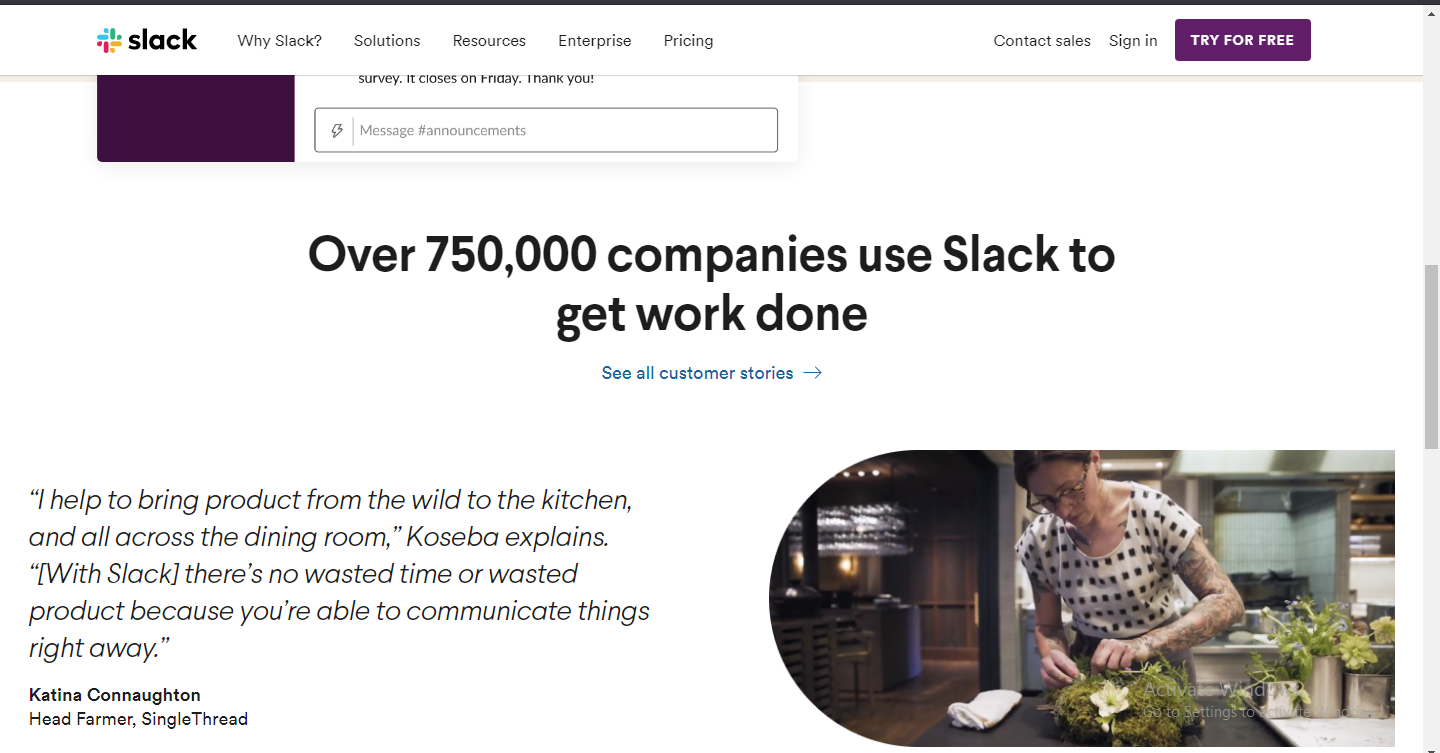 slack
Why Slack?
Solutions
Resources
Enterprise
Pricing
Contact sales
Sign in
TRY FOR FREE
survey. It closes on Friday. Thank you!
Message #announcements
Over 750,000 companies use Slack to
get work done
See all customer stories
“I help to bring product from the wild to the kitchen,
and all across the dining room,” Koseba explains.
“[With Slack] there’s no wasted time or wasted
product because you’re able to communicate things
right away.”
Katina Connaughton
Head Farmer, SingleThread
Activate Windows
Go to Settings to activate Windows.